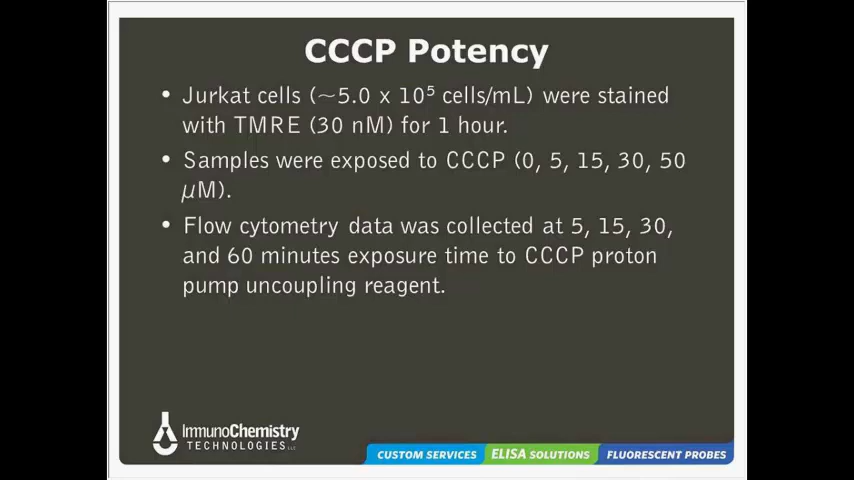 CCCP Potency
• Jurkat cells (~5.0 x 10⁵ cells/mL) were stained
with TMRE (30 nM) for 1 hour.
• Samples were exposed to CCCP (0, 5, 15, 30, 50
µM).
• Flow cytometry data was collected at 5, 15, 30,
and 60 minutes exposure time to CCCP proton
pump uncoupling reagent.
ImmunoChemistry
TECHNOLOGIES LLC
CUSTOM SERVICES ELISA SOLUTIONS FLUORESCENT PROBES